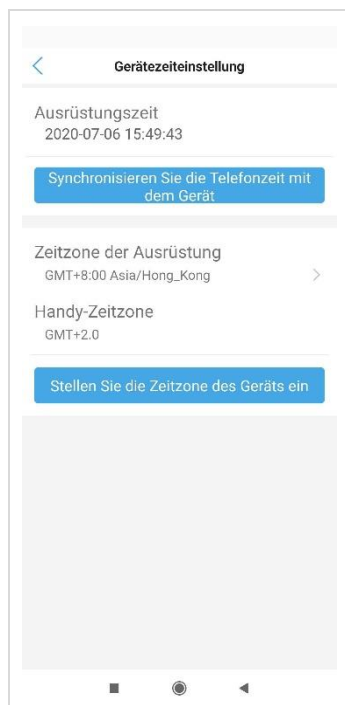 Gerätezeiteinstellung
Ausrüstungszeit
2020-07-06 15:49:43
Synchronisieren Sie die Telefonzeit mit
dem Gerät
Zeitzone der Ausrüstung
GMT+8:00 Asia/Hong_Kong
Handy-Zeitzone
GMT+2.0
Stellen Sie die Zeitzone des Geräts ein